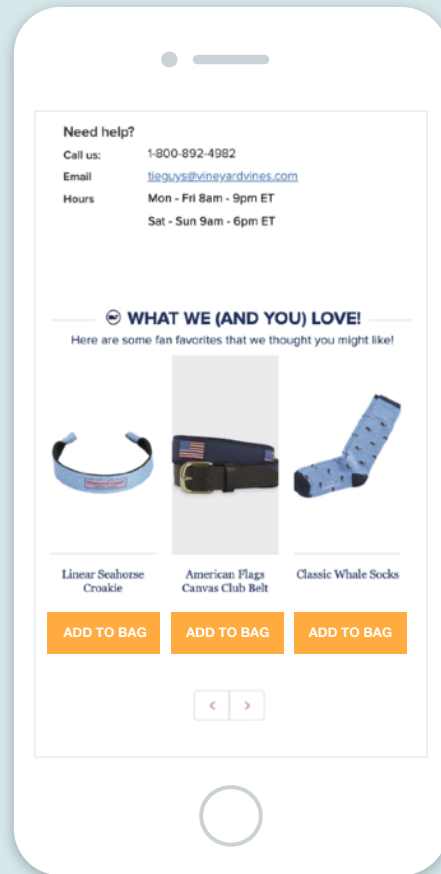 Need help?
Call us: 1-800-892-4982
Email tieguys@vineyardvines.com
Hours Mon - Fri 8am - 9pm ET
Sat - Sun 9am - 6pm ET
WHAT WE (AND YOU) LOVE!
Here are some fan favorites that we thought you might like!
Linear Seahorse Croakie
American Flags Canvas Club Belt
Classic Whale Socks
ADD TO BAG
ADD TO BAG
ADD TO BAG